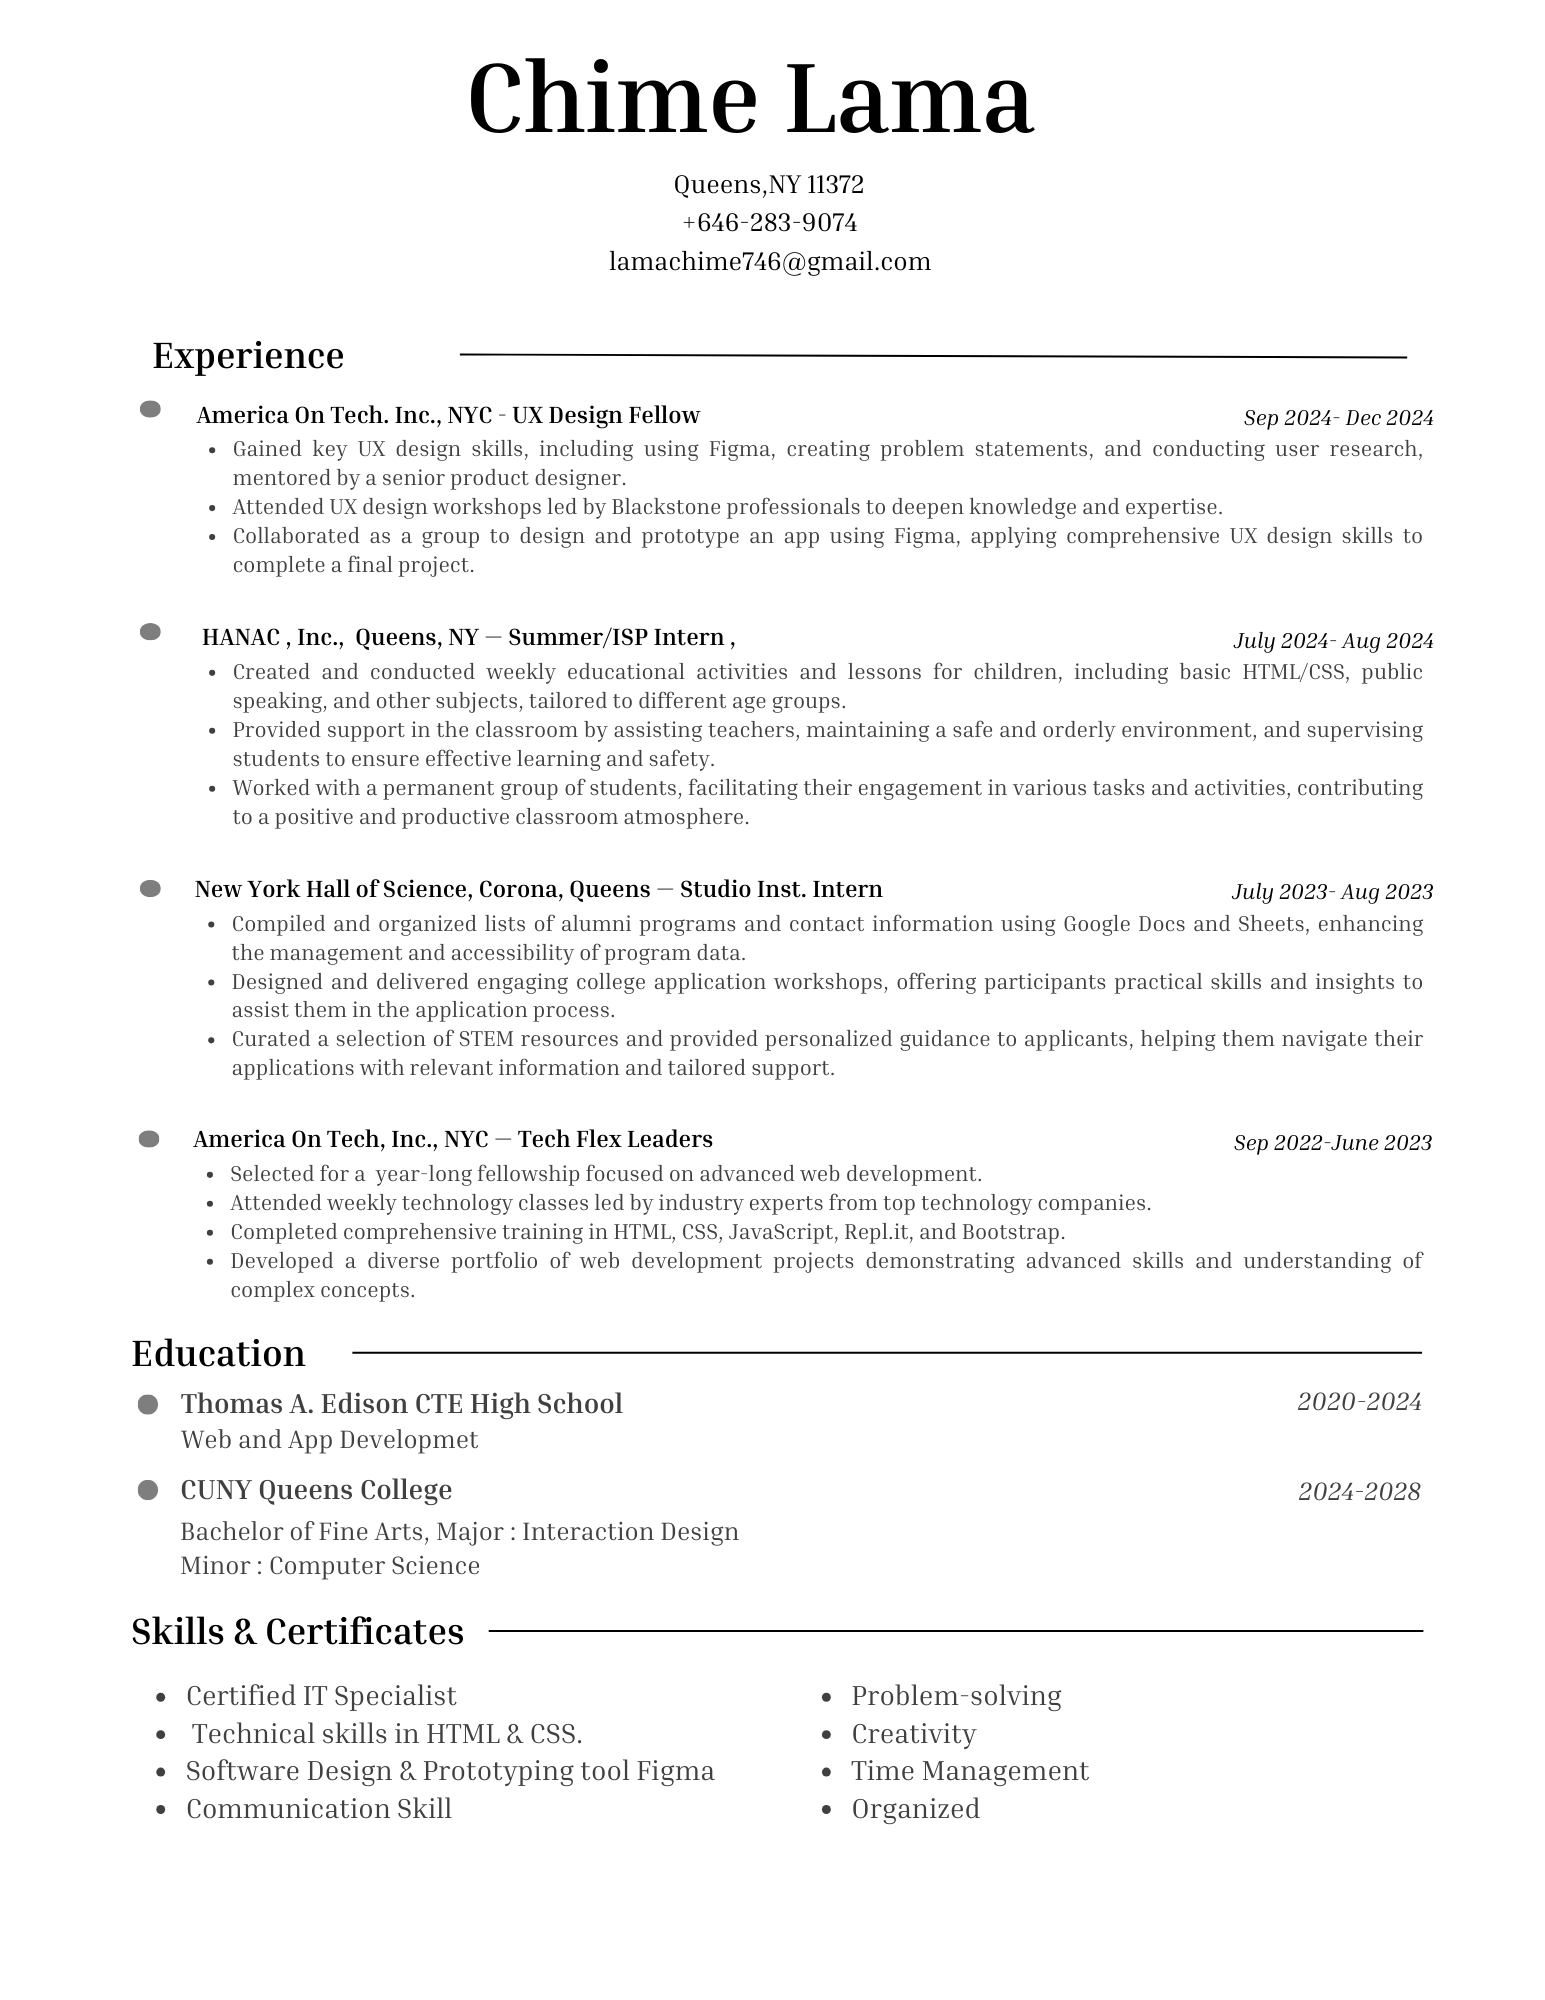 Chime Lama
Queens,NY 11372
+646-283-9074
lamachime746@gmail.com
Experience
America On Tech. Inc., NYC - UX Design Fellow Sep 2024- Dec 2024
• Gained key UX design skills, including using Figma, creating problem statements, and conducting user research,
mentored by a senior product designer.
• Attended UX design workshops led by Blackstone professionals to deepen knowledge and expertise.
• Collaborated as a group to design and prototype an app using Figma, applying comprehensive UX design skills to
complete a final project.
HANAC , Inc., Queens, NY — Summer/ISP Intern , July 2024- Aug 2024
• Created and conducted weekly educational activities and lessons for children, including basic HTML/CSS, public
speaking, and other subjects, tailored to different age groups.
• Provided support in the classroom by assisting teachers, maintaining a safe and orderly environment, and supervising
students to ensure effective learning and safety.
• Worked with a permanent group of students, facilitating their engagement in various tasks and activities, contributing
to a positive and productive classroom atmosphere.
New York Hall of Science, Corona, Queens — Studio Inst. Intern July 2023- Aug 2023
• Compiled and organized lists of alumni programs and contact information using Google Docs and Sheets, enhancing
the management and accessibility of program data.
• Designed and delivered engaging college application workshops, offering participants practical skills and insights to
assist them in the application process.
• Curated a selection of STEM resources and provided personalized guidance to applicants, helping them navigate their
applications with relevant information and tailored support.
America On Tech, Inc., NYC — Tech Flex Leaders Sep 2022-June 2023
• Selected for a year-long fellowship focused on advanced web development.
• Attended weekly technology classes led by industry experts from top technology companies.
• Completed comprehensive training in HTML, CSS, JavaScript, Repl.it, and Bootstrap.
• Developed a diverse portfolio of web development projects demonstrating advanced skills and understanding of
complex concepts.
Education
Thomas A. Edison CTE High School 2020-2024
Web and App Developmet
CUNY Queens College 2024-2028
Bachelor of Fine Arts, Major : Interaction Design
Minor : Computer Science
Skills & Certificates
• Certified IT Specialist
• Technical skills in HTML & CSS.
• Software Design & Prototyping tool Figma
• Communication Skill
• Problem-solving
• Creativity
• Time Management
• Organized